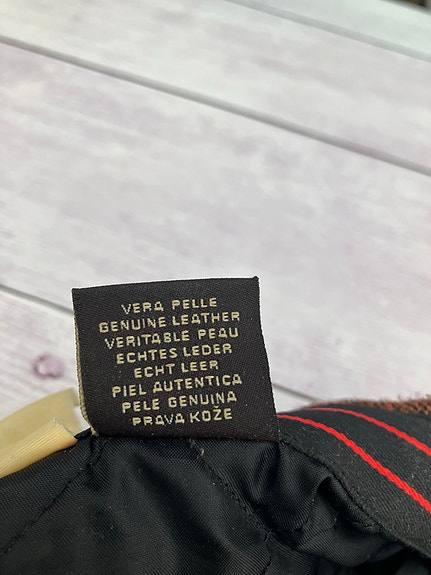 VERA PELLE
GENUINE LEATHER
VERITABLE PEAU
ECHTES LEDER
ECHT LEER
PIEL AUTENTICA
PELE GENUINA
PRAVA KOŽE